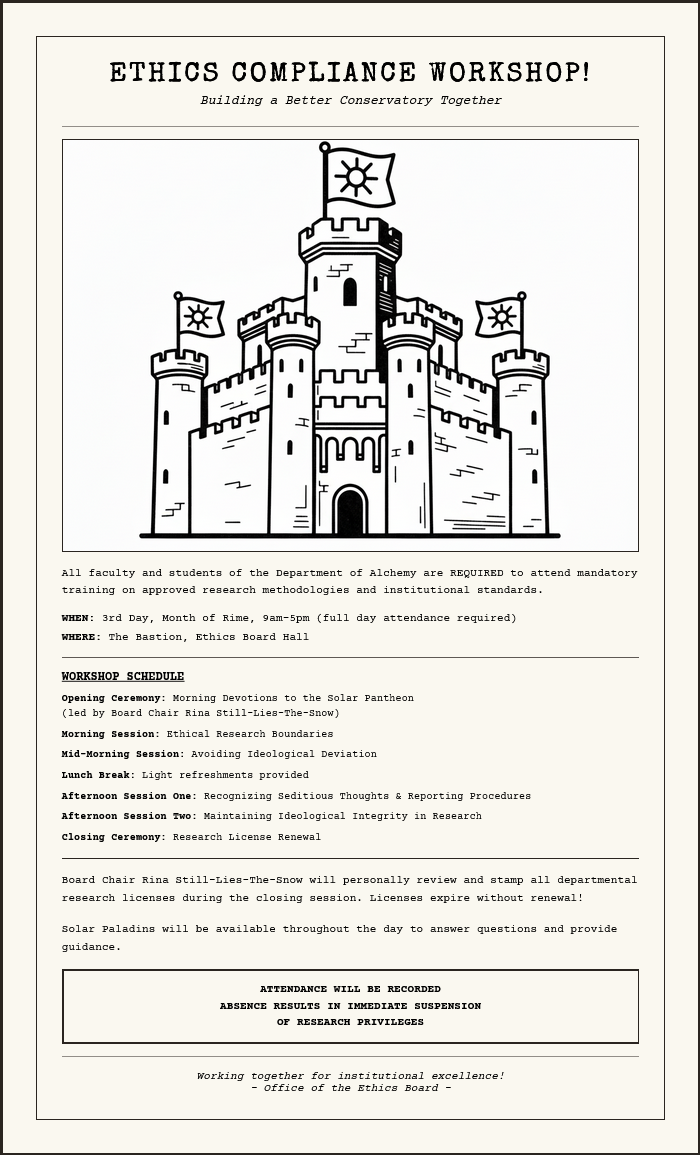 ETHICS COMPLIANCE WORKSHOP!
Building a Better Conservatory Together
All faculty and students of the Department of Alchemy are REQUIRED to attend mandatory
training on approved research methodologies and institutional standards.
WHEN: 3rd Day, Month of Rime, 9am-5pm (full day attendance required)
WHERE: The Bastion, Ethics Board Hall
WORKSHOP SCHEDULE
Opening Ceremony: Morning Devotions to the Solar Pantheon
(led by Board Chair Rina Still-Lies-The-Snow)
Morning Session: Ethical Research Boundaries
Mid-Morning Session: Avoiding Ideological Deviation
Lunch Break: Light refreshments provided
Afternoon Session One: Recognizing Seditious Thoughts & Reporting Procedures
Afternoon Session Two: Maintaining Ideological Integrity in Research
Closing Ceremony: Research License Renewal
Board Chair Rina Still-Lies-The-Snow will personally review and stamp all departmental
research licenses during the closing session. Licenses expire without renewal!
Solar Paladins will be available throughout the day to answer questions and provide
guidance.
ATTENDANCE WILL BE RECORDED
ABSENCE RESULTS IN IMMEDIATE SUSPENSION
OF RESEARCH PRIVILEGES
Working together for institutional excellence!
- Office of the Ethics Board -